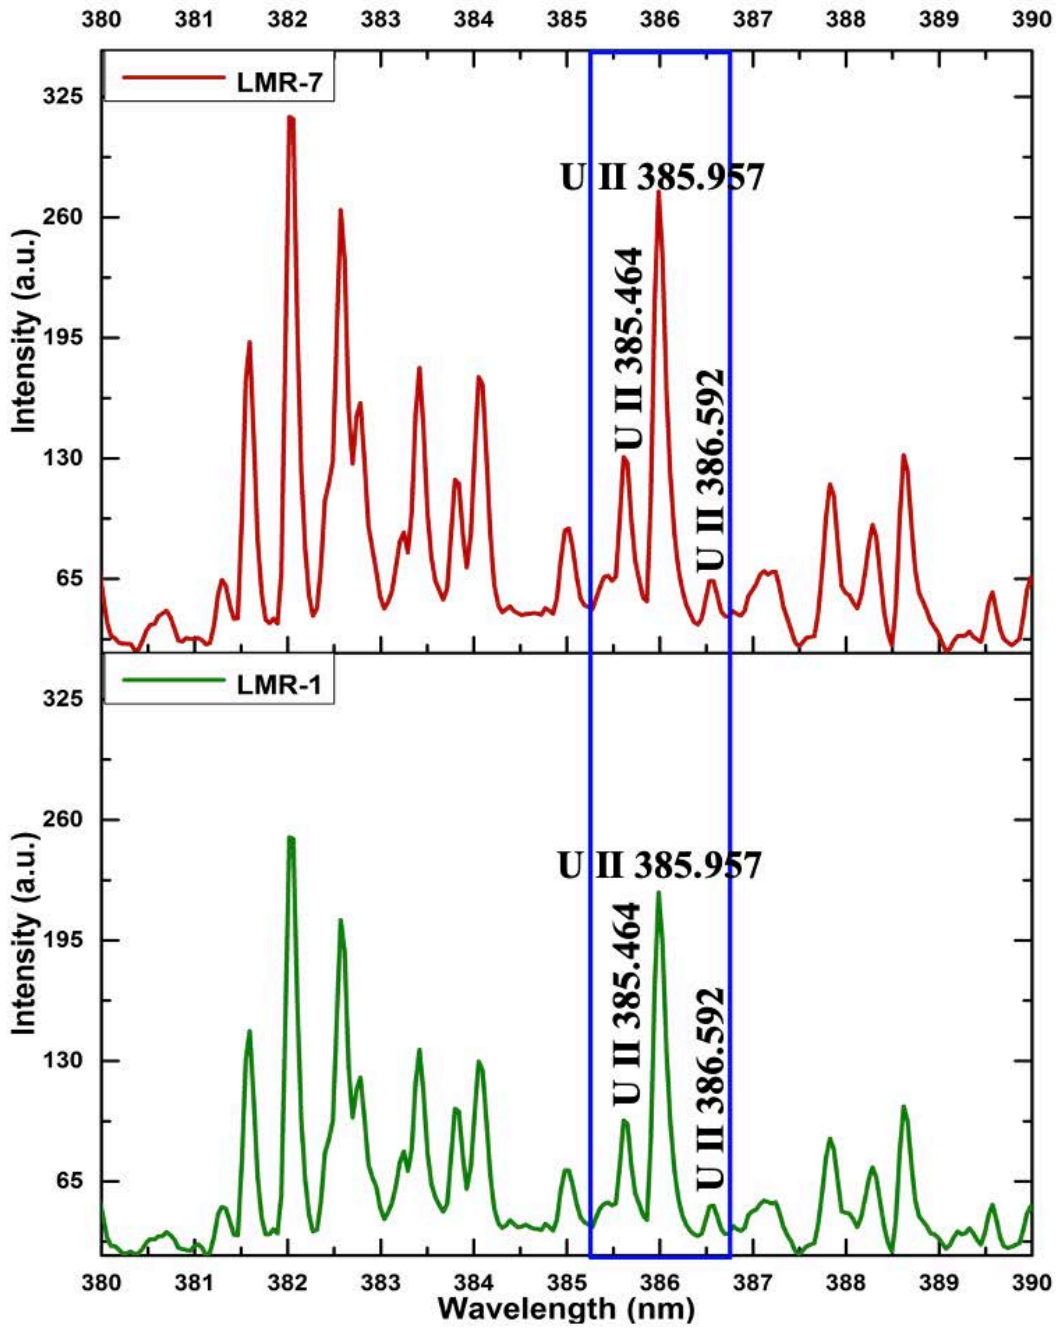 380 381 382 383 384 385 386 387 388 389 390
LMR-7
325
260
195
130
65
Intensity (a.u.)
U II 385.957
U II 385.464
U II 386.592
LMR-1
325
260
195
130
65
Intensity (a.u.)
U II 385.957
U II 385.464
U II 386.592
380 381 382 383 384 385 386 387 388 389 390
Wavelength (nm)